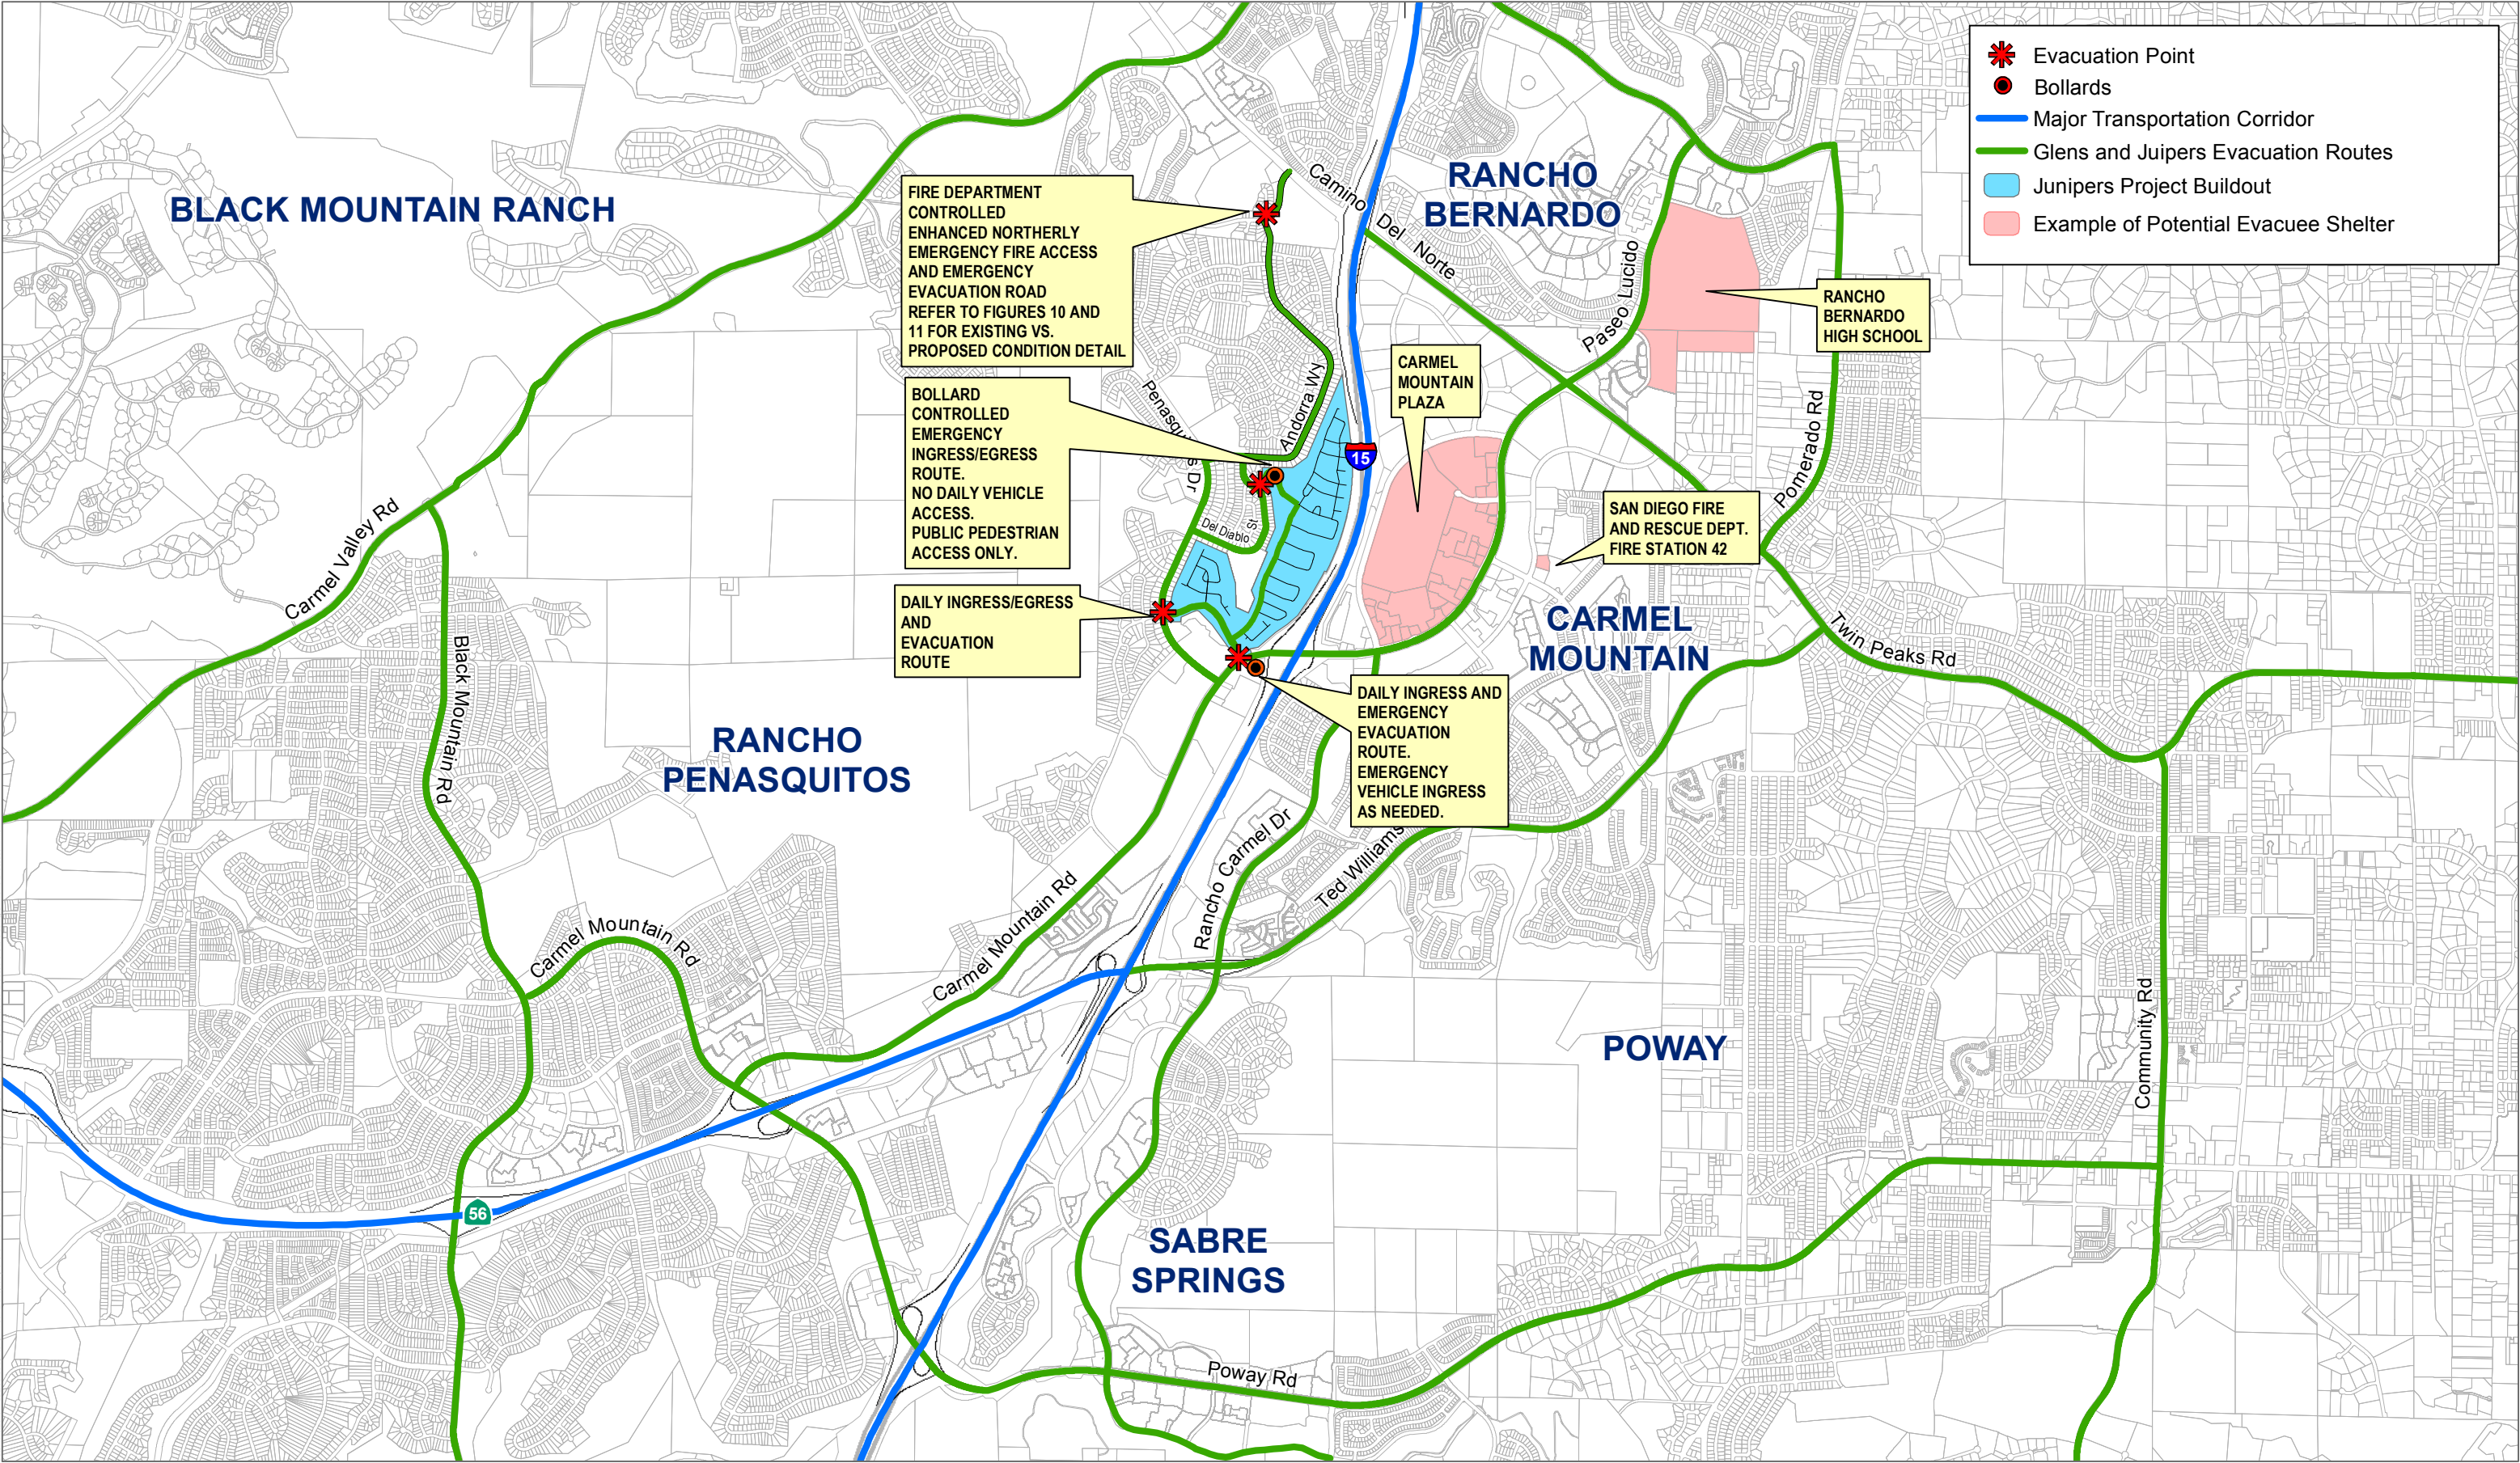 Evacuation Point
Bollards
Major Transportation Corridor
Glens and Juipers Evacuation Routes
Junipers Project Buildout
Example of Potential Evacuee Shelter
BLACK MOUNTAIN RANCH
RANCHO
BERNARDO
FIRE DEPARTMENT
CONTROLLED
ENHANCED NORTHERLY
EMERGENCY FIRE ACCESS
AND EMERGENCY
EVACUATION ROAD
REFER TO FIGURES 10 AND
11 FOR EXISTING VS.
PROPOSED CONDITION DETAIL
Camino Del Norte
Paseo Lucido
RANCHO
BERNARDO
HIGH SCHOOL
CARMEL
MOUNTAIN
PLAZA
BOLLARD
CONTROLLED
EMERGENCY
INGRESS/EGRESS
ROUTE.
NO DAILY VEHICLE
ACCESS.
PUBLIC PEDESTRIAN
ACCESS ONLY.
Penasquitos Dr
Andorra Wy
15
Pomerado Rd
SAN DIEGO FIRE
AND RESCUE DEPT.
FIRE STATION 42
Del Diablo St
Carmel Valley Rd
DAILY INGRESS/EGRESS
AND
EVACUATION
ROUTE
CARMEL
MOUNTAIN
Twin Peaks Rd
Black Mountain Rd
RANCHO
PENASQUITOS
DAILY INGRESS AND
EMERGENCY
EVACUATION
ROUTE.
EMERGENCY
VEHICLE INGRESS
AS NEEDED.
Rancho Carmel Dr
Ted Williams
Carmel Mountain Rd
Carmel Mountain Rd
POWAY
Community Rd
56
SABRE
SPRINGS
Poway Rd